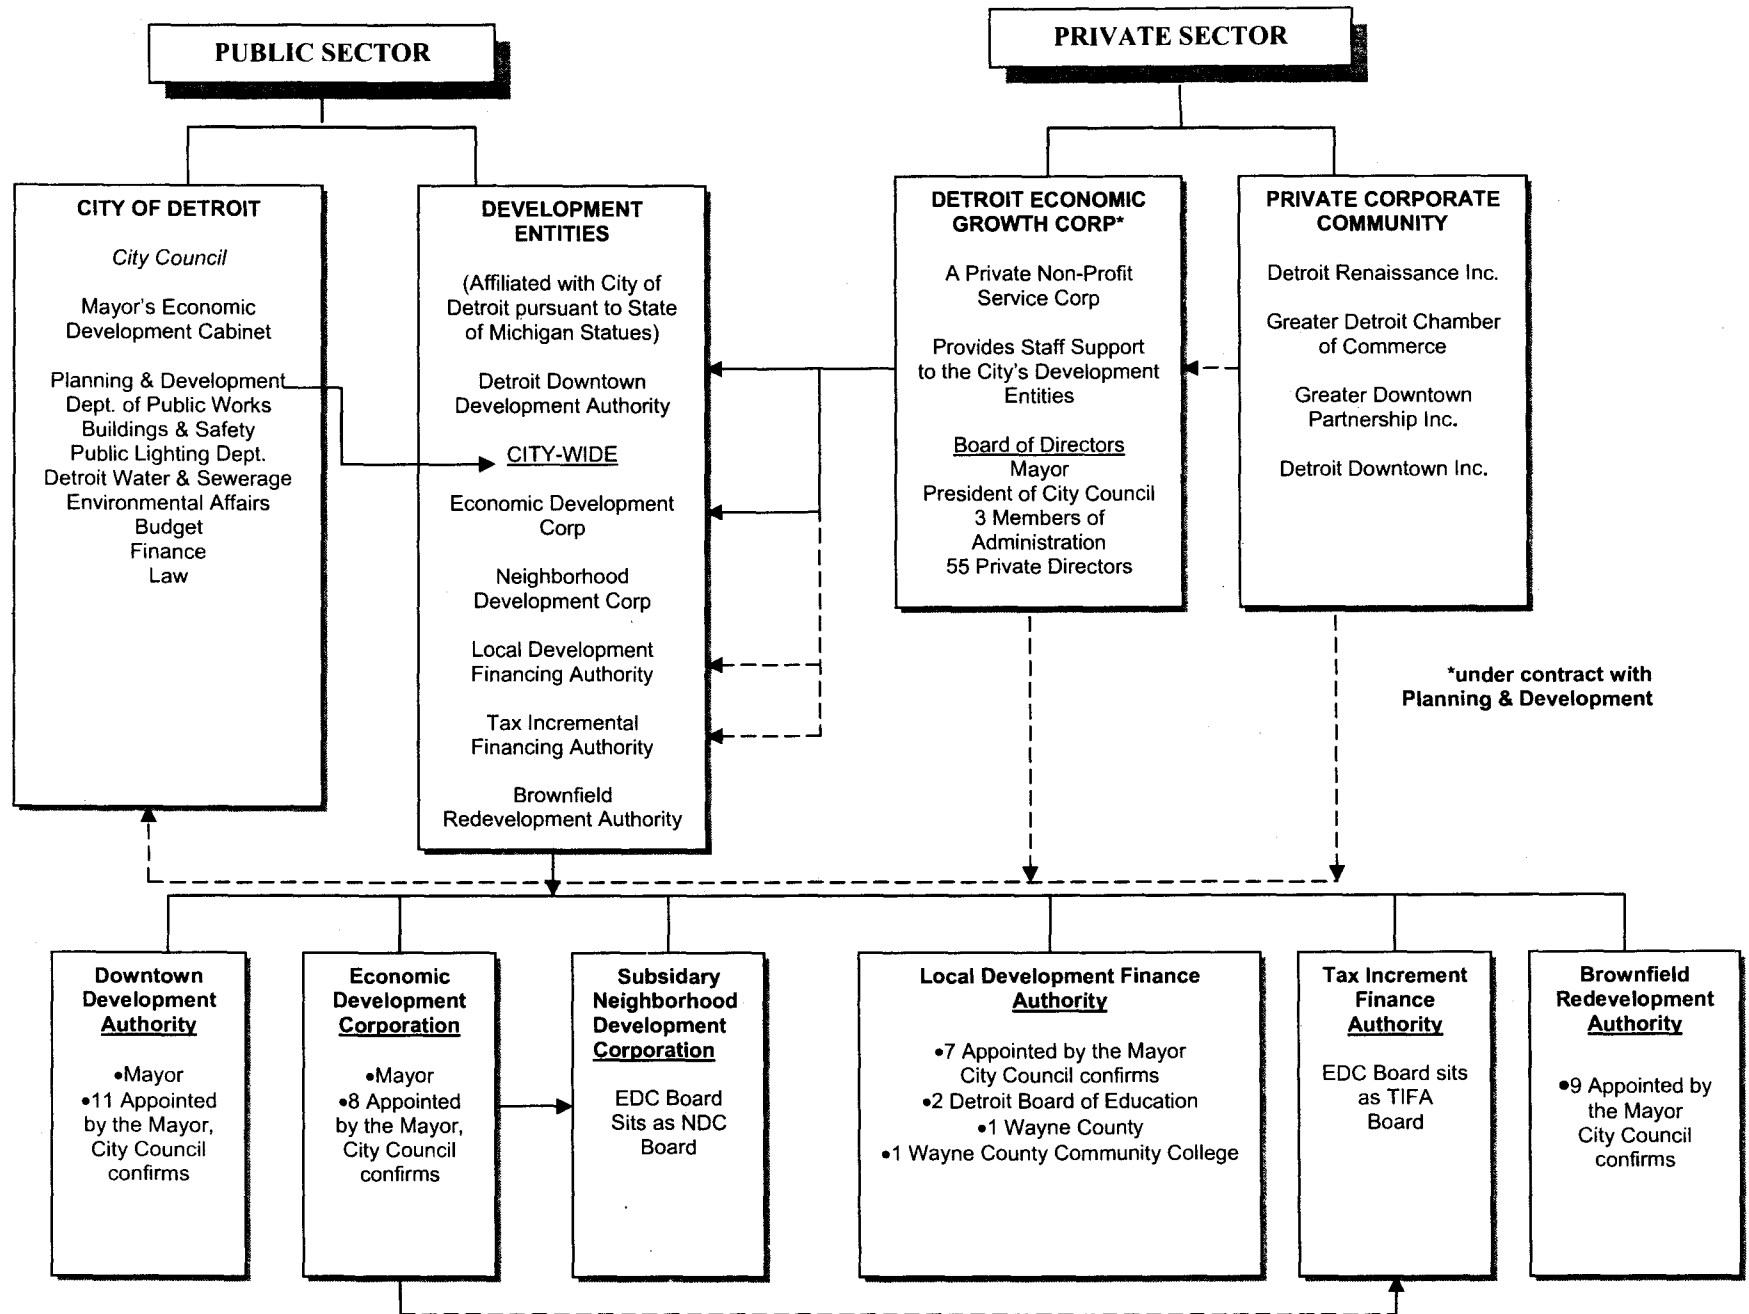 PUBLIC SECTOR
PRIVATE SECTOR
CITY OF DETROIT
City Council
Mayor's Economic
Development Cabinet
Planning & Development
Dept. of Public Works
Buildings & Safety
Public Lighting Dept.
Detroit Water & Sewerage
Environmental Affairs
Budget
Finance
Law
DEVELOPMENT
ENTITIES
(Affiliated with City of
Detroit pursuant to State
of Michigan Statues)
Detroit Downtown
Development Authority
CITY-WIDE
Economic Development
Corp
Neighborhood
Development Corp
Local Development
Financing Authority
Tax Incremental
Financing Authority
Brownfield
Redevelopment Authority
DETROIT ECONOMIC
GROWTH CORP*
A Private Non-Profit
Service Corp
Provides Staff Support
to the City's Development
Entities
Board of Directors
Mayor
President of City Council
3 Members of
Administration
55 Private Directors
PRIVATE CORPORATE
COMMUNITY
Detroit Renaissance Inc.
Greater Detroit Chamber
of Commerce
Greater Downtown
Partnership Inc.
Detroit Downtown Inc.
*under contract with
Planning & Development
Downtown
Development
Authority
•Mayor
•11 Appointed
by the Mayor,
City Council
confirms
Economic
Development
Corporation
•Mayor
•8 Appointed
by the Mayor,
City Council
confirms
Subsidary
Neighborhood
Development
Corporation
EDC Board
Sits as NDC
Board
Local Development Finance
Authority
•7 Appointed by the Mayor
City Council confirms
•2 Detroit Board of Education
•1 Wayne County
•1 Wayne County Community College
Tax Increment
Finance
Authority
EDC Board sits
as TIFA
Board
Brownfield
Redevelopment
Authority
•9 Appointed by
the Mayor
City Council
confirms